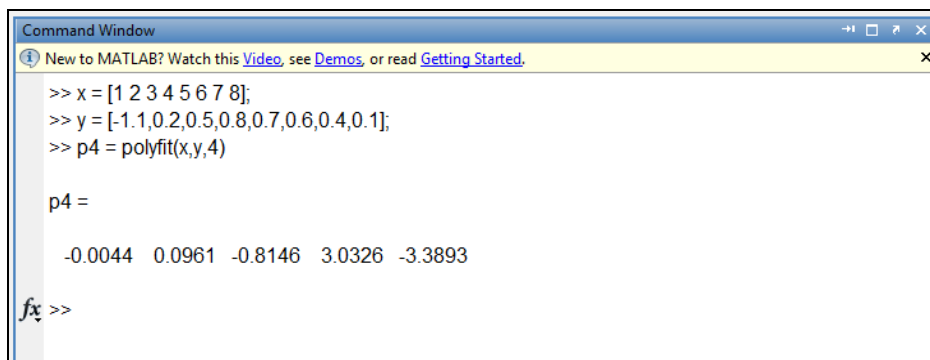 Command Window
New to MATLAB? Watch this Video, see Demos, or read Getting Started.
>> x = [1 2 3 4 5 6 7 8];
>> y = [-1.1,0.2,0.5,0.8,0.7,0.6,0.4,0.1];
>> p4 = polyfit(x,y,4)
p4 =
-0.0044 0.0961 -0.8146 3.0326 -3.3893
fx >>